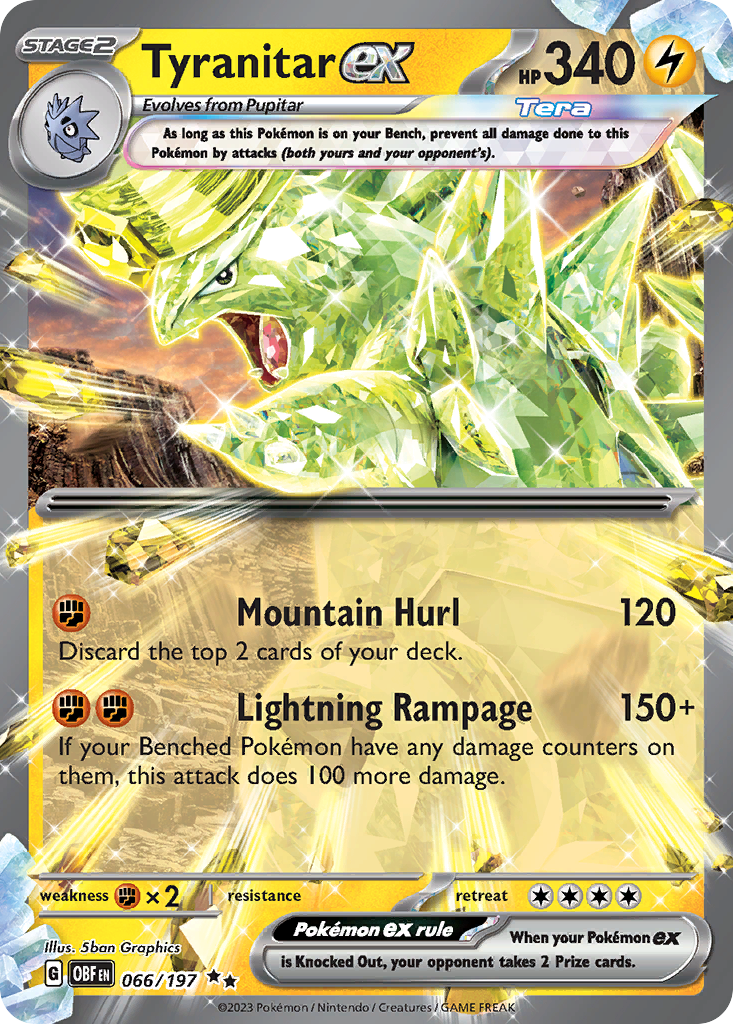 STAGE2
Tyranitar ex
HP 340
Evolves from Pupitar
Tera
As long as this Pokémon is on your Bench, prevent all damage done to this
Pokémon by attacks (both yours and your opponent's).
Mountain Hurl 120
Discard the top 2 cards of your deck.
Lightning Rampage 150+
If your Benched Pokémon have any damage counters on
them, this attack does 100 more damage.
weakness ×2 resistance retreat
Illus. 5ban Graphics
Pokémon ex rule
When your Pokémon ex
is Knocked Out, your opponent takes 2 Prize cards.
G OBF EN 066/197
©2023 Pokémon / Nintendo / Creatures / GAME FREAK